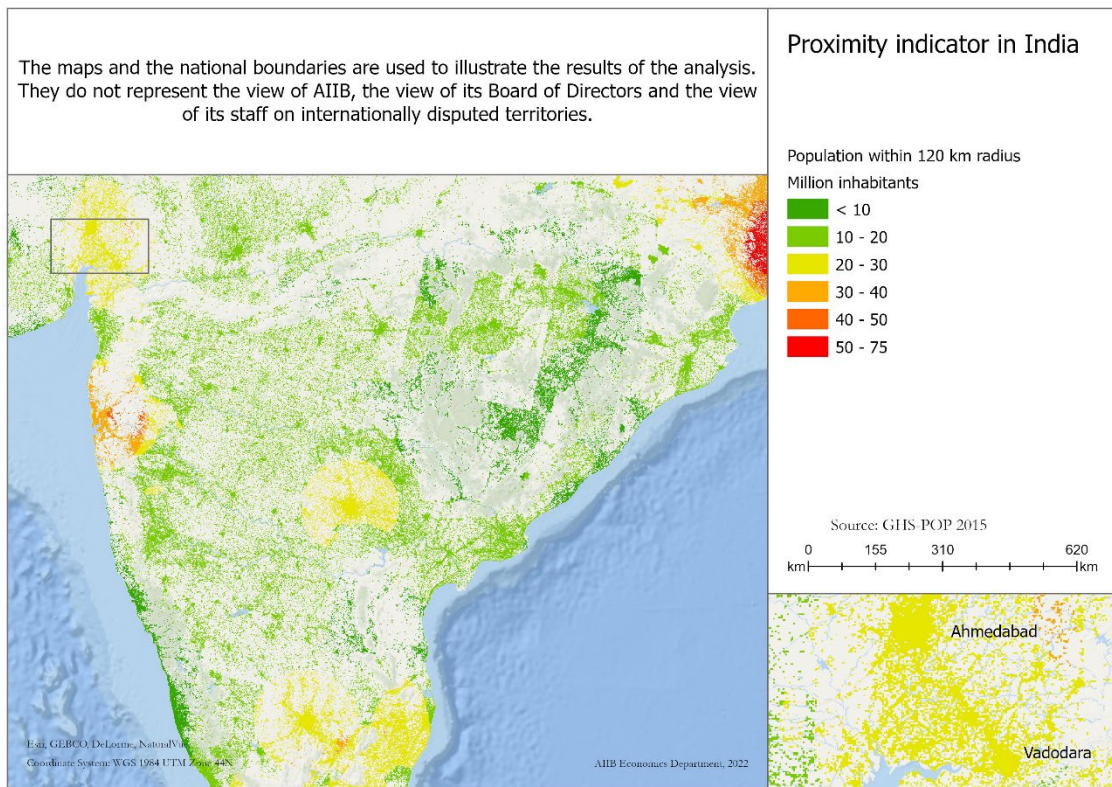 The maps and the national boundaries are used to illustrate the results of the analysis.
They do not represent the view of AIIB, the view of its Board of Directors and the view
of its staff on internationally disputed territories.
Proximity indicator in India
Population within 120 km radius
Million inhabitants
< 10
10 - 20
20 - 30
30 - 40
40 - 50
50 - 75
Source: GHS-POP 2015
0 155 310 620
km km
Ahmedabad
Vadodara
Esri, GEBCO, DeLorme, NaturalVue
Coordinate System: WGS 1984 UTM Zone 44N
AIIB Economics Department, 2022